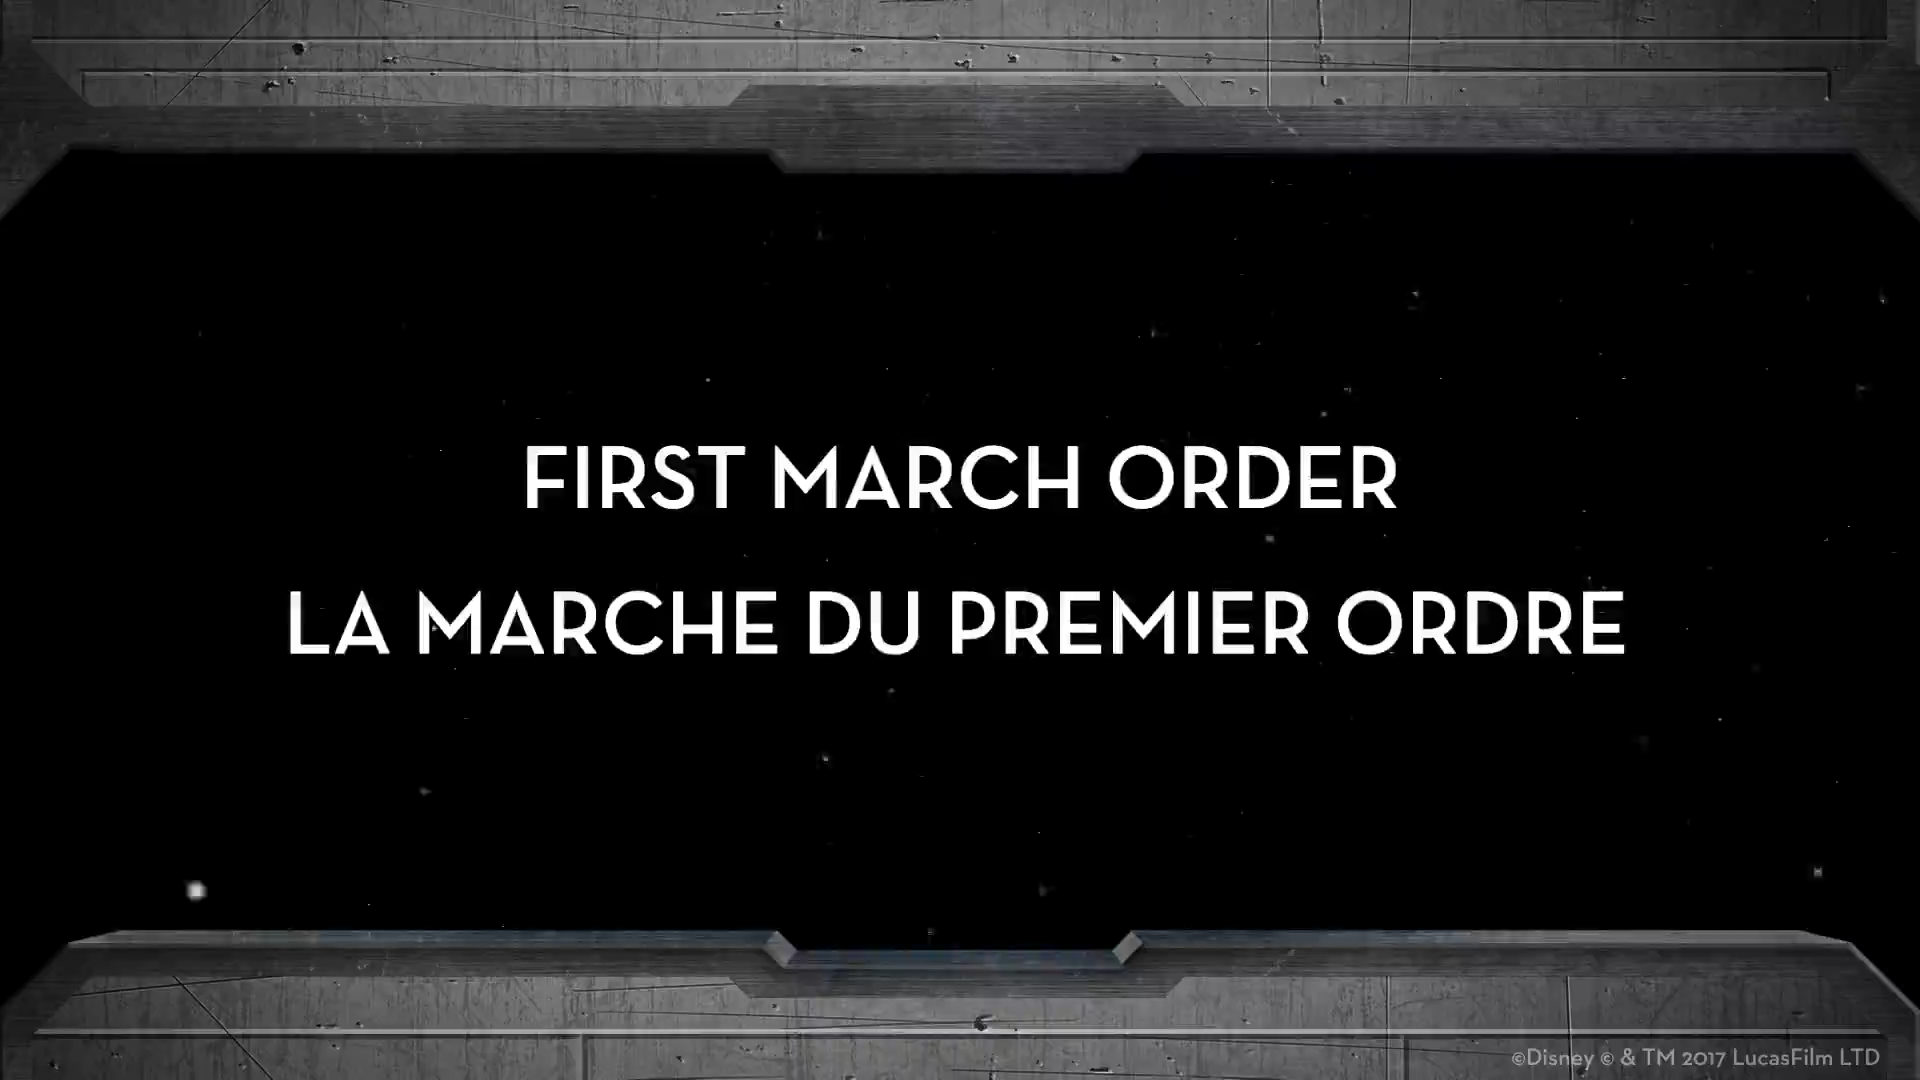 FIRST MARCH ORDER
LA MARCHE DU PREMIER ORDRE
©Disney © & TM 2017 LucasFilm LTD